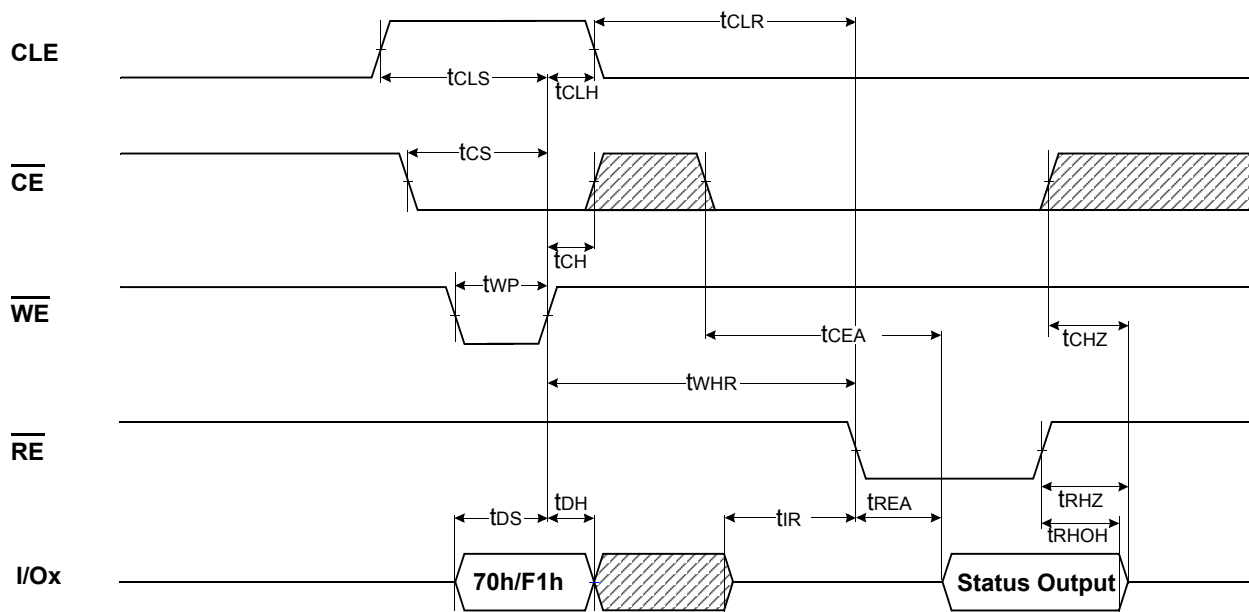 tCLR
CLE
tCLS
tCLH
tCS
CE
tCH
tWP
WE
tCEA
tCHZ
tWHR
RE
tDH
tRHZ
tDS
tIR
tREA
tRHOH
I/Ox
70h/F1h
Status Output